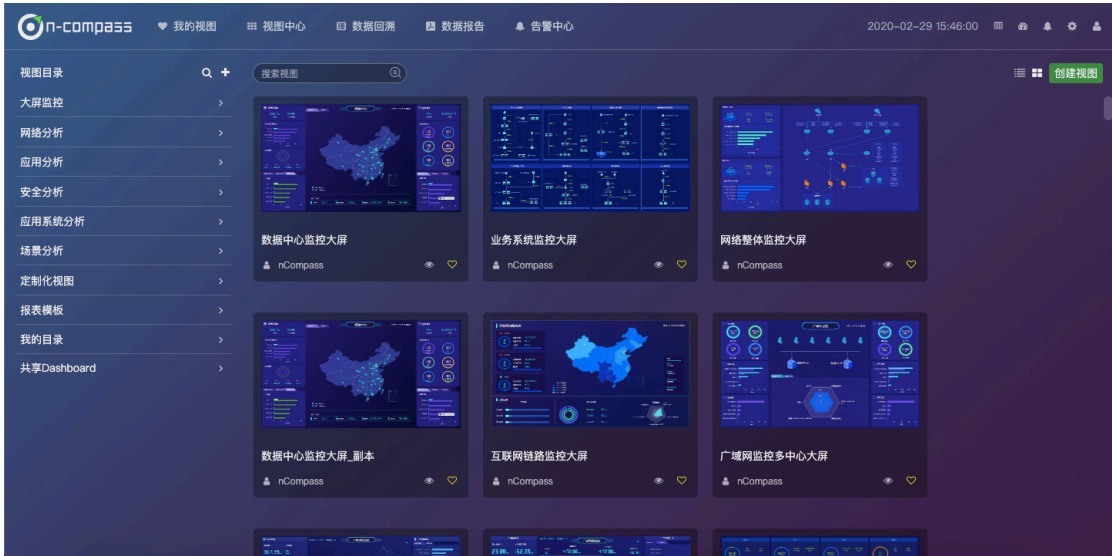 n-compass
我的视图
视图中心
数据回溯
数据报告
告警中心
2020-02-29 15:46:00
视图目录
搜索视图
创建视图
大屏监控
网络分析
应用分析
安全分析
应用系统分析
场景分析
定制化视图
报表模板
我的目录
共享Dashboard
数据中心监控大屏
nCompass
业务系统监控大屏
nCompass
网络整体监控大屏
nCompass
数据中心监控大屏_副本
nCompass
互联网链路监控大屏
nCompass
广域网监控多中心大屏
nCompass